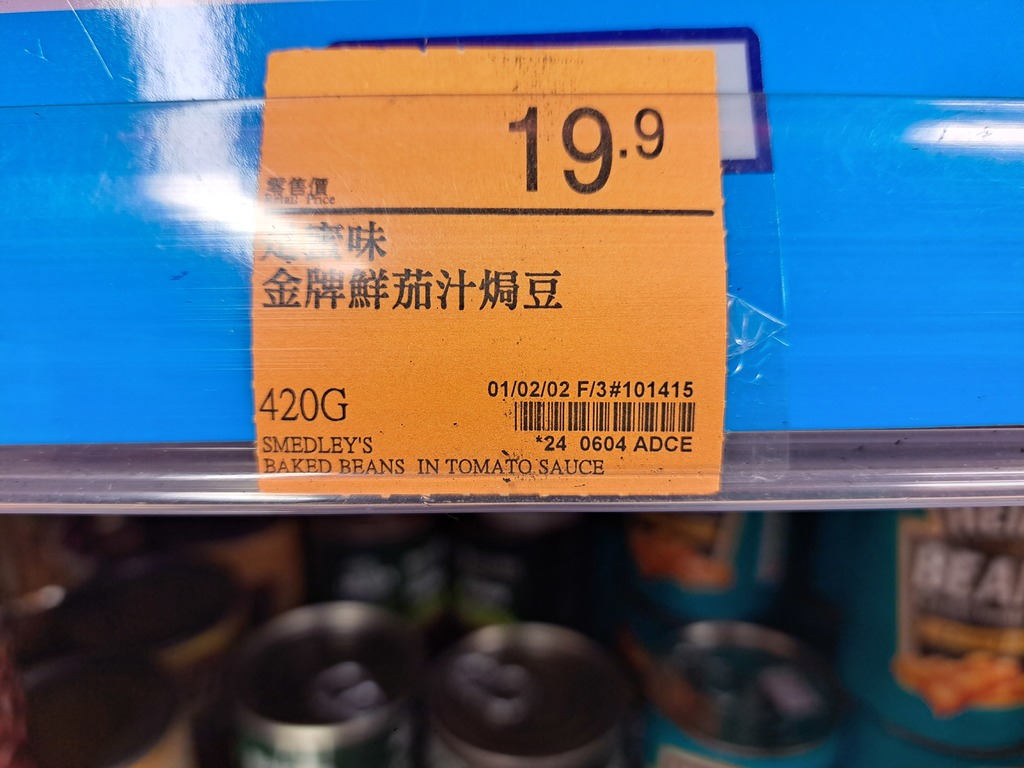 19.9
零售價
Retail Price
味
金牌鮮茄汁焗豆
420G
01/02/02 F/3#101415
*24 0604 ADCE
SMEDLEY'S
BAKED BEANS IN TOMATO SAUCE